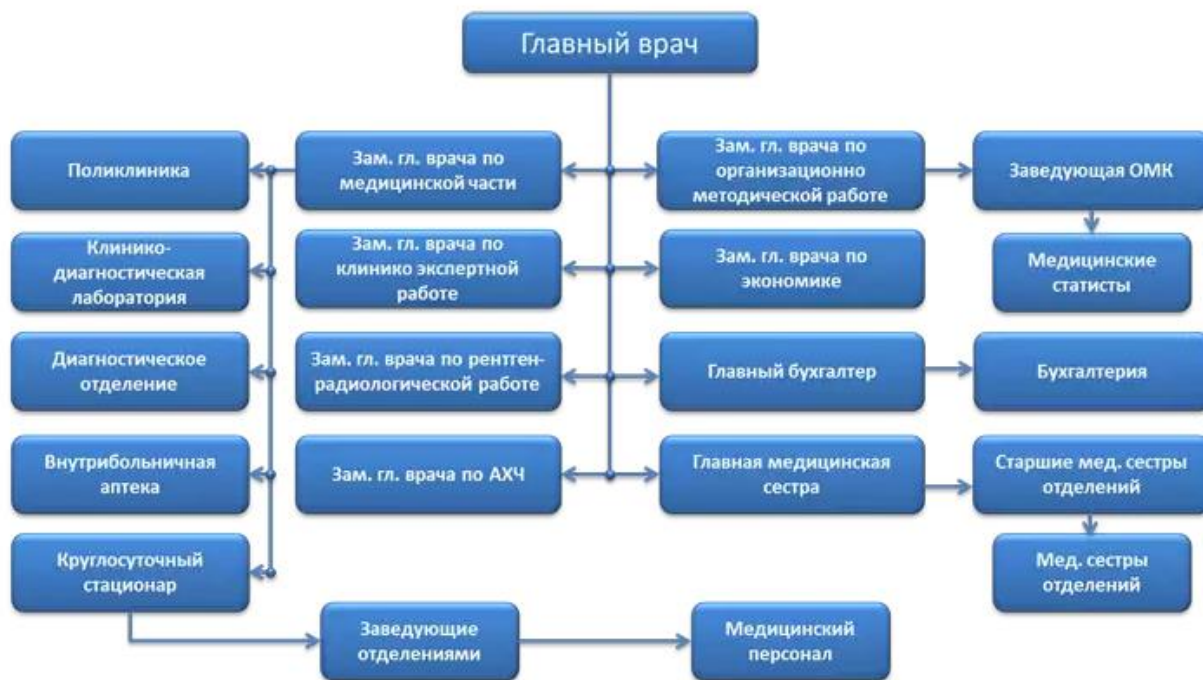 Главный врач
Поликлиника
Зам. гл. врача по
медицинской части
Зам. гл. врача по
организационно
методической работе
Заведующая ОМК
Клинико-
диагностическая
лаборатория
Зам. гл. врача по
клинико экспертной
работе
Зам. гл. врача по
экономике
Медицинские
статисты
Диагностическое
отделение
Зам. гл. врача по рентген-
радиологической работе
Главный бухгалтер
Бухгалтерия
Внутрибольничная
аптека
Зам. гл. врача по АХЧ
Главная медицинская
сестра
Старшие мед. сестры
отделений
Круглосуточный
стационар
Мед. сестры
отделений
Заведующие
отделениями
Медицинский
персонал